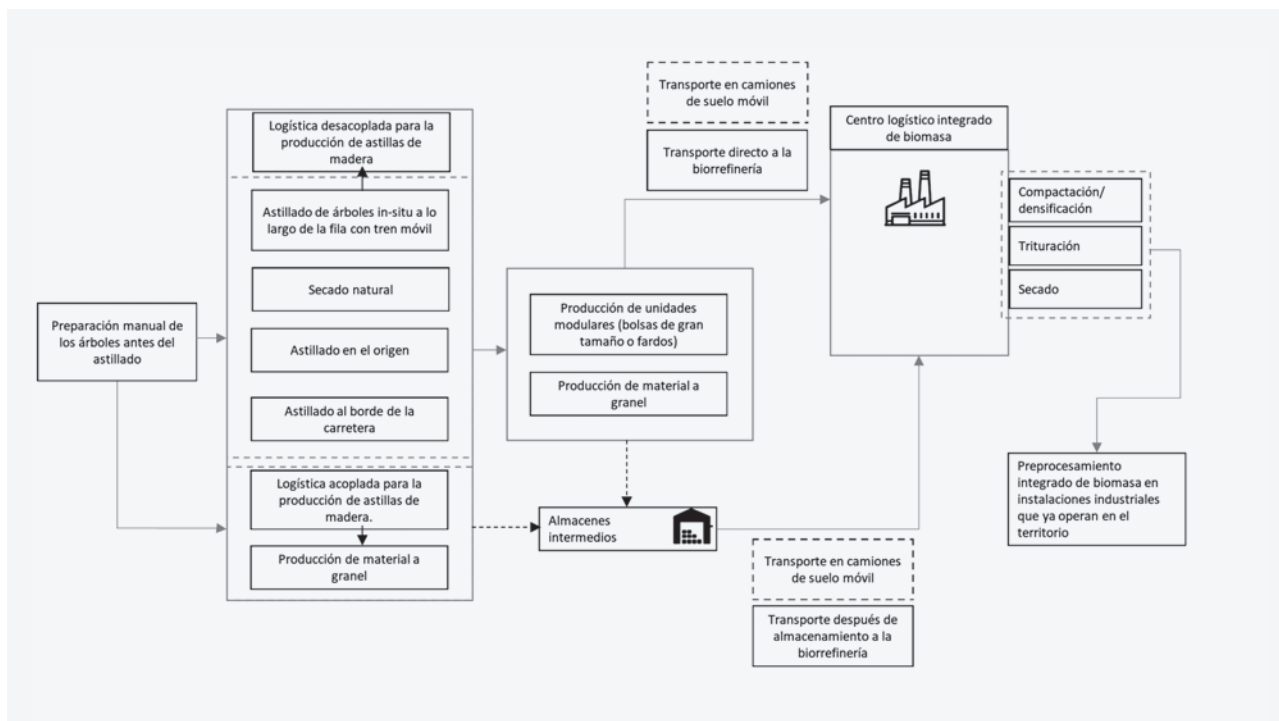 Preparación manual de
los árboles antes del
astillado
Logística desacoplada para la
producción de astillas de
madera
Astillado de árboles in-situ a lo
largo de la fila con tren móvil
Secado natural
Astillado en el origen
Astillado al borde de la
carretera
Logística acoplada para la
producción de astillas de
madera.
Producción de material a
granel
Producción de unidades
modulares (bolsas de gran
tamaño o fardos)
Producción de material a
granel
Almacenes
intermedios
Transporte en camiones
de suelo móvil
Transporte directo a la
biorrefinería
Transporte en camiones
de suelo móvil
Transporte después de
almacenamiento a la
biorrefinería
Centro logístico integrado
de biomasa
Compactación/
densificación
Trituración
Secado
Preprocesamiento
integrado de biomasa en
instalaciones industriales
que ya operan en el
territorio